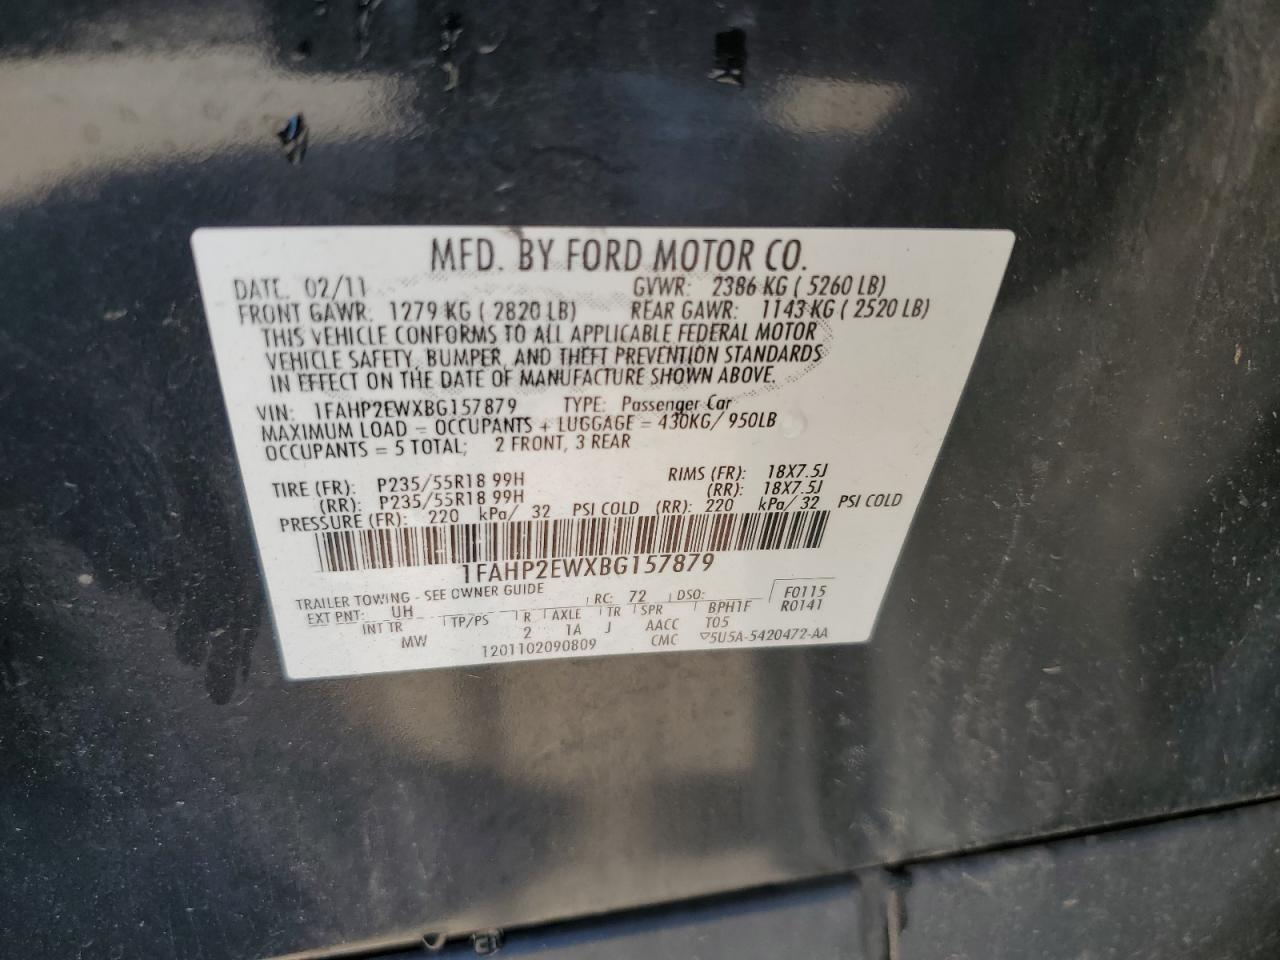 MFD. BY FORD MOTOR CO.
DATE. 02/11 GVWR: 2386 KG ( 5260 LB)
FRONT GAWR: 1279 KG ( 2820 LB) REAR GAWR: 1143 KG ( 2520 LB)
THIS VEHICLE CONFORMS TO ALL APPLICABLE FEDERAL MOTOR
VEHICLE SAFETY, BUMPER, AND THEFT PREVENTION STANDARDS
IN EFFECT ON THE DATE OF MANUFACTURE SHOWN ABOVE.
VIN: 1FAHP2EWXBG157879 TYPE: Passenger Car
MAXIMUM LOAD = OCCUPANTS + LUGGAGE = 430KG/ 950LB
OCCUPANTS = 5 TOTAL; 2 FRONT, 3 REAR
TIRE (FR): P235/55R18 99H RIMS (FR): 18X7.5J
(RR): P235/55R18 99H (RR): 18X7.5J
PRESSURE (FR): 220 kPa/ 32 PSI COLD (RR): 220 kPa/ 32 PSI COLD
1FAHP2EWXBG157879
TRAILER TOWING - SEE OWNER GUIDE RC: 72 DSO: F0115
EXT PNT: UH BPH1F R0141
INT TR TP/PS R AXLE TR SPR T05
MW 2 1A J AACC
1201102090809 CMC ▽5U5A-5420472-AA